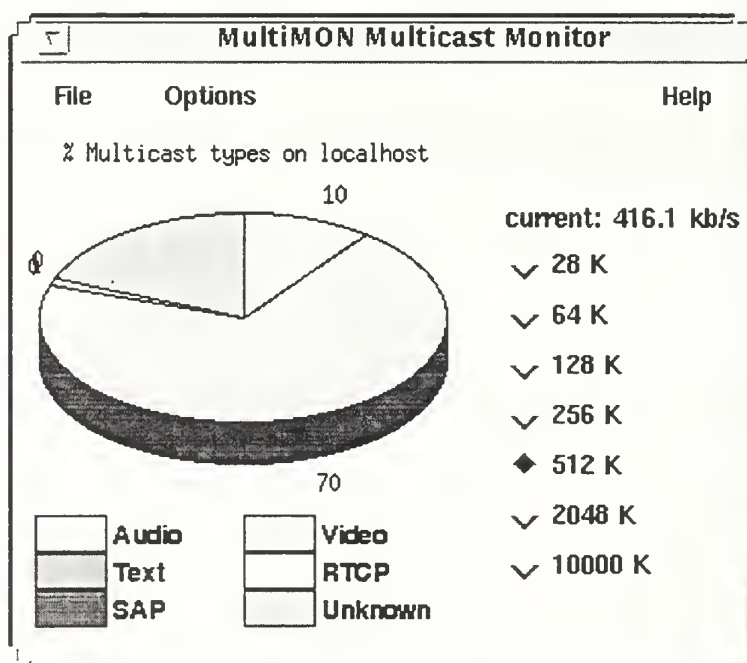 MultiMON Multicast Monitor
File Options Help
% Multicast types on localhost
10
current: 416.1 kb/s
28 K
64 K
128 K
256 K
512 K
2048 K
10000 K
70
Audio Video
Text RTCP
SAP Unknown